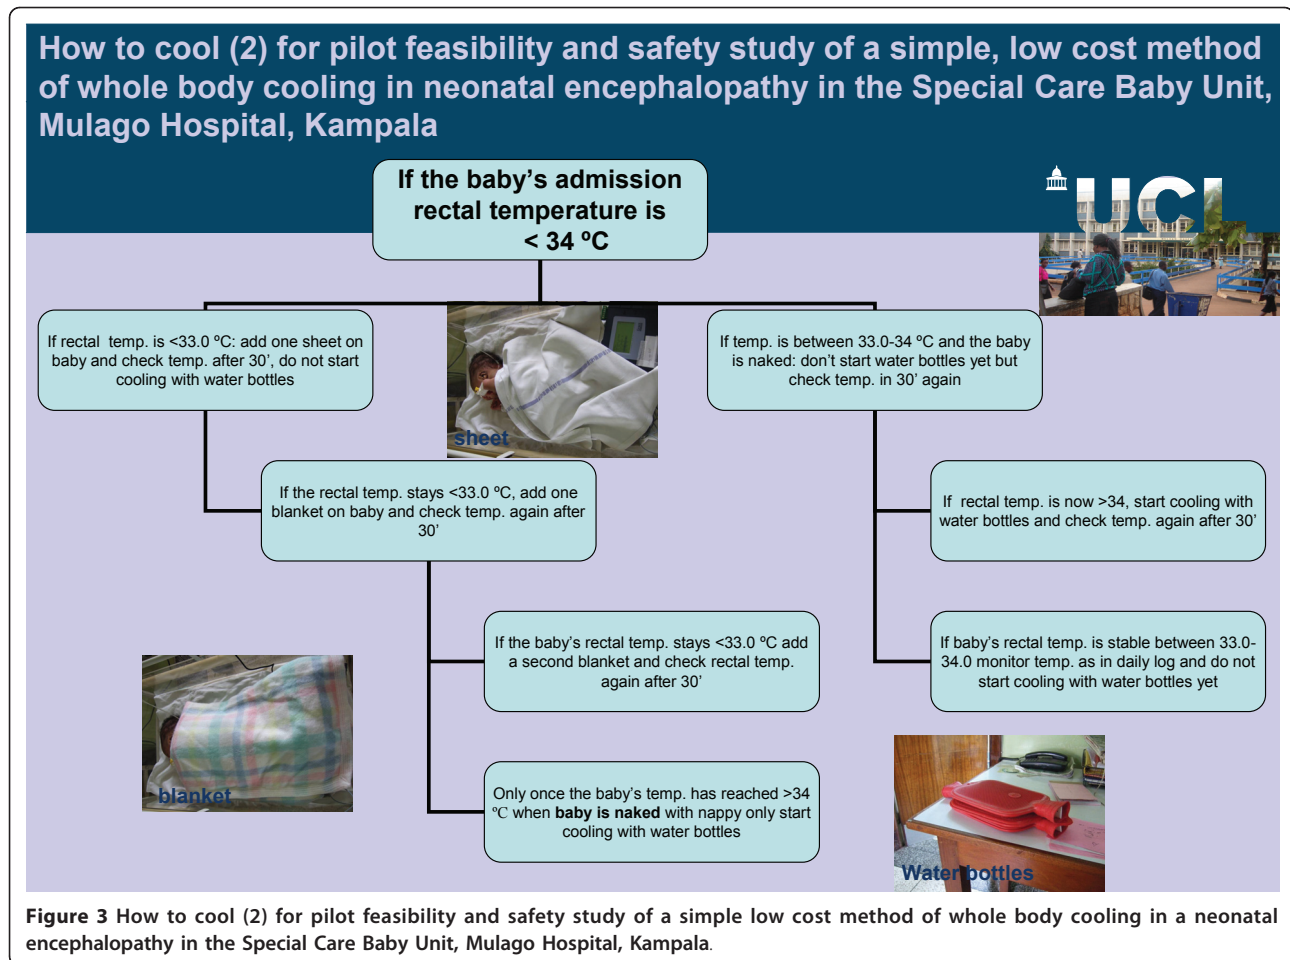 How to cool (2) for pilot feasibility and safety study of a simple, low cost method
of whole body cooling in neonatal encephalopathy in the Special Care Baby Unit,
Mulago Hospital, Kampala
If the baby’s admission
rectal temperature is
< 34 ºC
UCL
If rectal temp. is <33.0 ºC: add one sheet on
baby and check temp. after 30’, do not start
cooling with water bottles
sheet
If temp. is between 33.0-34 ºC and the baby
is naked: don’t start water bottles yet but
check temp. in 30’ again
If the rectal temp. stays <33.0 ºC, add one
blanket on baby and check temp. again after
30’
If rectal temp. is now >34, start cooling with
water bottles and check temp. again after 30’
If the baby’s rectal temp. stays <33.0 ºC add
a second blanket and check rectal temp.
again after 30’
If baby’s rectal temp. is stable between 33.0-
34.0 monitor temp. as in daily log and do not
start cooling with water bottles yet
blanket
Only once the baby’s temp. has reached >34
ºC when baby is naked with nappy only start
cooling with water bottles
Water bottles
Figure 3 How to cool (2) for pilot feasibility and safety study of a simple low cost method of whole body cooling in a neonatal
encephalopathy in the Special Care Baby Unit, Mulago Hospital, Kampala.